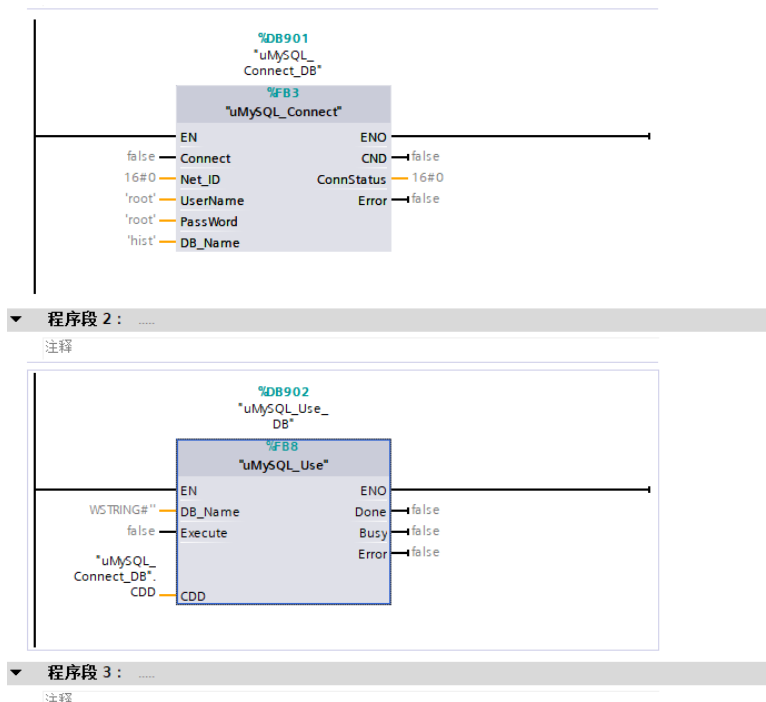 %DB901
"uMySQL_
Connect_DB"
%FB3
"uMySQL_Connect"
EN ENO
false Connect CND false
16#0 Net_ID ConnStatus 16#0
'root' UserName Error false
'root' PassWord
'hist' DB_Name
程序段 2： .....
注释
%DB902
"uMySQL_Use_
DB"
%FB8
"uMySQL_Use"
EN ENO
WSTRING#'' DB_Name Done false
false Execute Busy false
Error false
"uMySQL_
Connect_DB".
CDD CDD
程序段 3： .....
注释